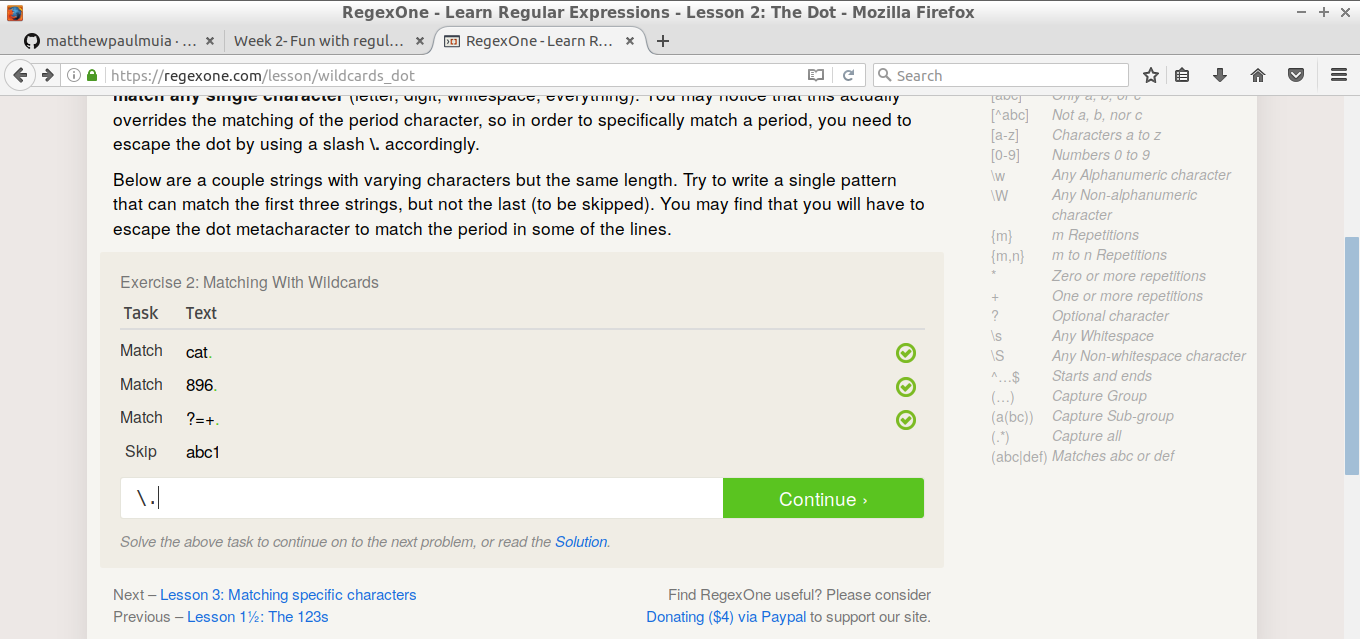 RegexOne - Learn Regular Expressions - Lesson 2: The Dot - Mozilla Firefox
matthewpaulmuia · ... × Week 2- Fun with regul... × RegexOne - Learn R... × +
https://regexone.com/lesson/wildcards_dot Search
match any single character (letter, digit, whitespace, everything). You may notice that this actually
overrides the matching of the period character, so in order to specifically match a period, you need to
escape the dot by using a slash \. accordingly.
Below are a couple strings with varying characters but the same length. Try to write a single pattern
that can match the first three strings, but not the last (to be skipped). You may find that you will have to
escape the dot metacharacter to match the period in some of the lines.
Exercise 2: Matching With Wildcards
Task Text
Match cat.
Match 896.
Match ?=+.
Skip abc1
\.
Continue ›
Solve the above task to continue on to the next problem, or read the Solution.
Next – Lesson 3: Matching specific characters
Previous – Lesson 1½: The 123s
Find RegexOne useful? Please consider
Donating ($4) via Paypal to support our site.
[abc] Only a, b, or c
[^abc] Not a, b, nor c
[a-z] Characters a to z
[0-9] Numbers 0 to 9
\w Any Alphanumeric character
\W Any Non-alphanumeric
character
{m} m Repetitions
{m,n} m to n Repetitions
* Zero or more repetitions
+ One or more repetitions
? Optional character
\s Any Whitespace
\S Any Non-whitespace character
^...$ Starts and ends
(...) Capture Group
(a(bc)) Capture Sub-group
(.*) Capture all
(abc|def) Matches abc or def